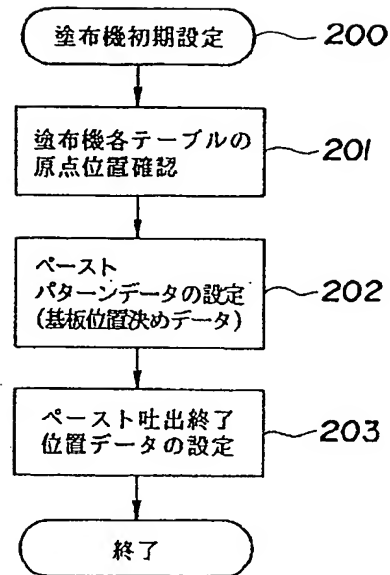 塗布機初期設定
200
塗布機各テーブルの
原点位置確認
201
ペースト
パターンデータの設定
(基板位置決めデータ)
202
ペースト吐出終了
位置データの設定
203
終了